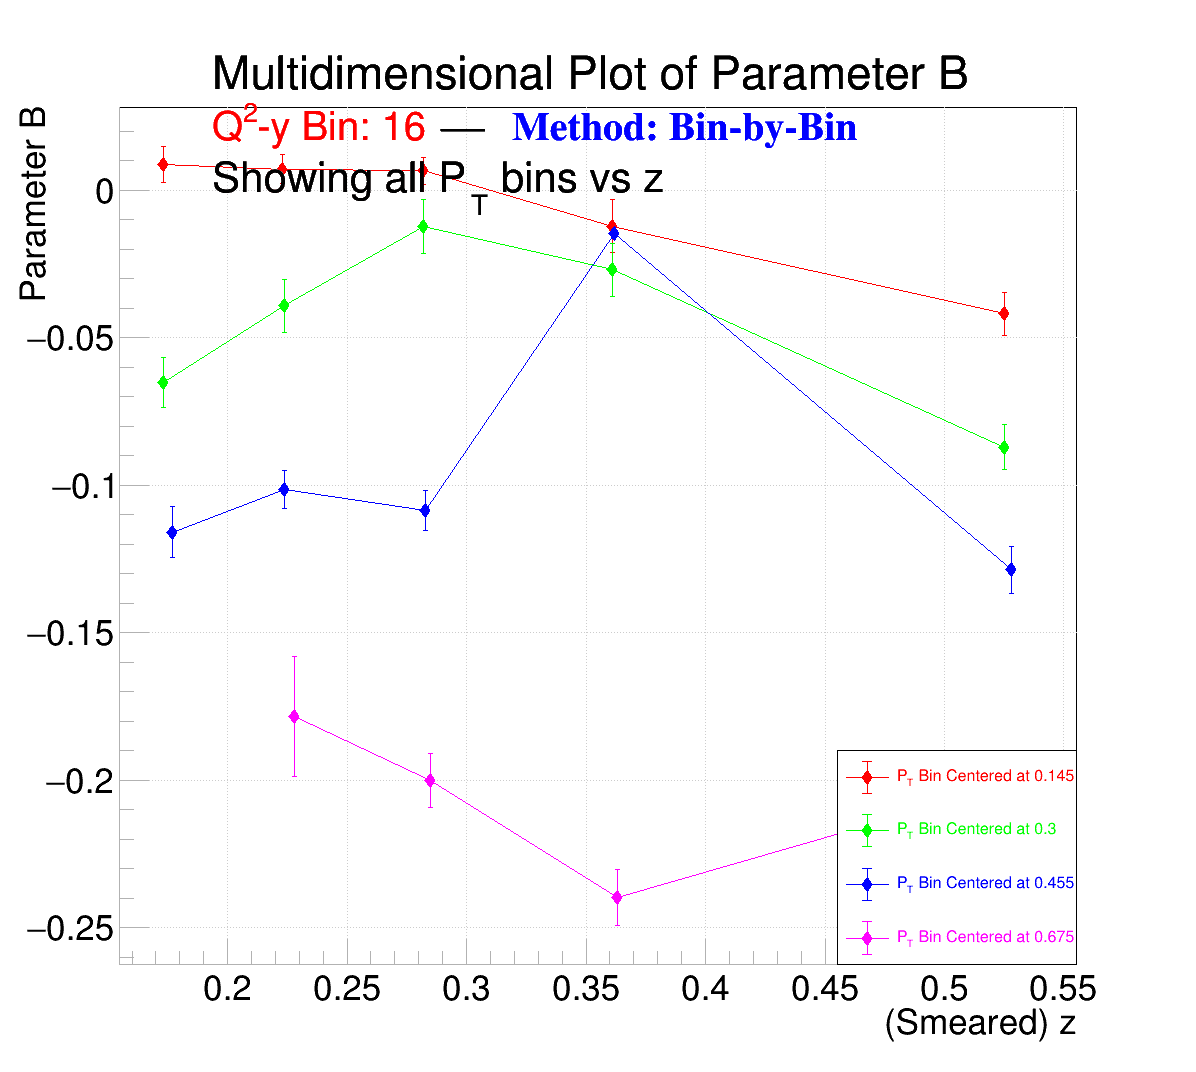 Multidimensional Plot of Parameter B
Q²-y Bin: 16 — Method: Bin-by-Bin
Showing all P_T bins vs z
Parameter B
0
−0.05
−0.1
−0.15
−0.2
−0.25
P_T Bin Centered at 0.145
P_T Bin Centered at 0.3
P_T Bin Centered at 0.455
P_T Bin Centered at 0.675
0.2 0.25 0.3 0.35 0.4 0.45 0.5 0.55
(Smeared) z